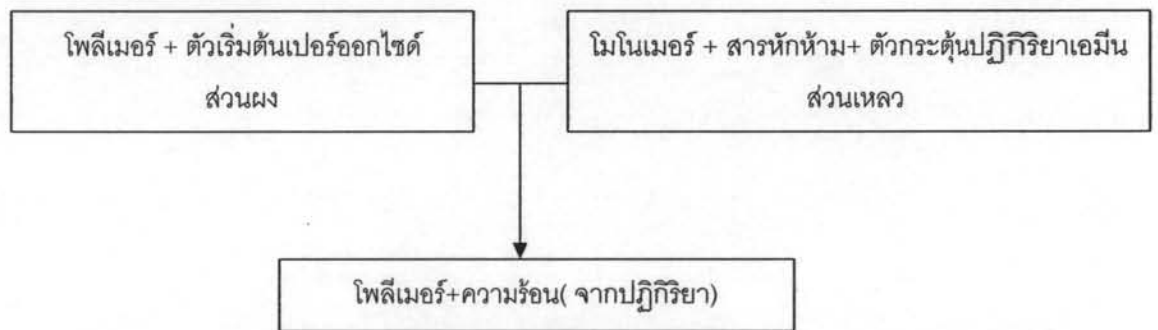 โพลีเมอร์ + ตัวเริ่มต้นเปอร์ออกไซด์
ส่วนผง
โมโนเมอร์ + สารหักห้าม+ ตัวกระตุ้นปฏิกิริยาเอมีน
ส่วนเหลว
โพลีเมอร์+ความร้อน( จากปฏิกิริยา)